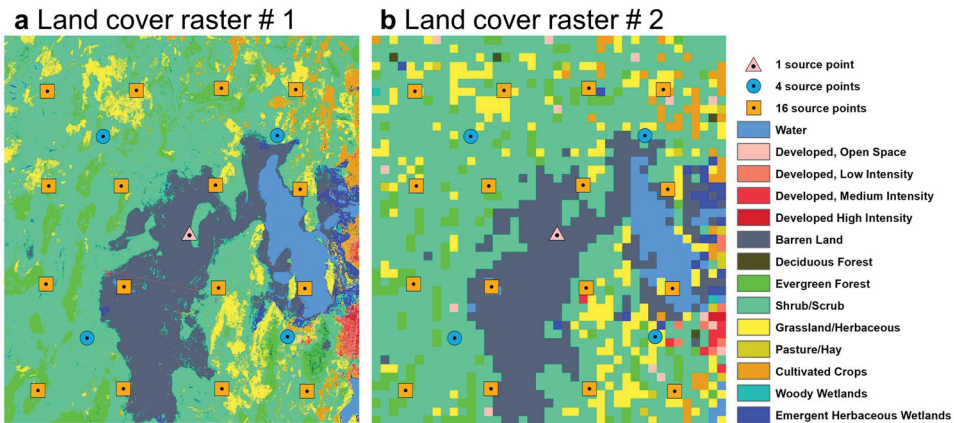 a Land cover raster # 1
b Land cover raster # 2
1 source point
4 source points
16 source points
Water
Developed, Open Space
Developed, Low Intensity
Developed, Medium Intensity
Developed High Intensity
Barren Land
Deciduous Forest
Evergreen Forest
Shrub/Scrub
Grassland/Herbaceous
Pasture/Hay
Cultivated Crops
Woody Wetlands
Emergent Herbaceous Wetlands